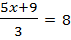 (5x+9)/3 = 8